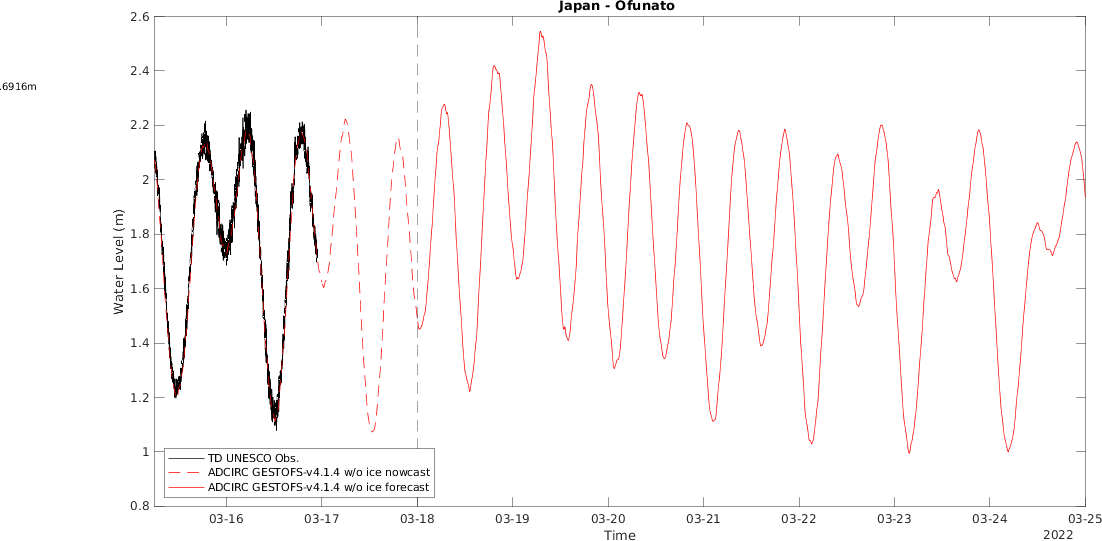 Japan - Ofunato
.6916m
Water Level (m)
2.6
2.4
2.2
2
1.8
1.6
1.4
1.2
1
0.8
TD UNESCO Obs.
ADCIRC GESTOFS-v4.1.4 w/o ice nowcast
ADCIRC GESTOFS-v4.1.4 w/o ice forecast
03-16 03-17 03-18 03-19 03-20 03-21 03-22 03-23 03-24 03-25
Time
2022